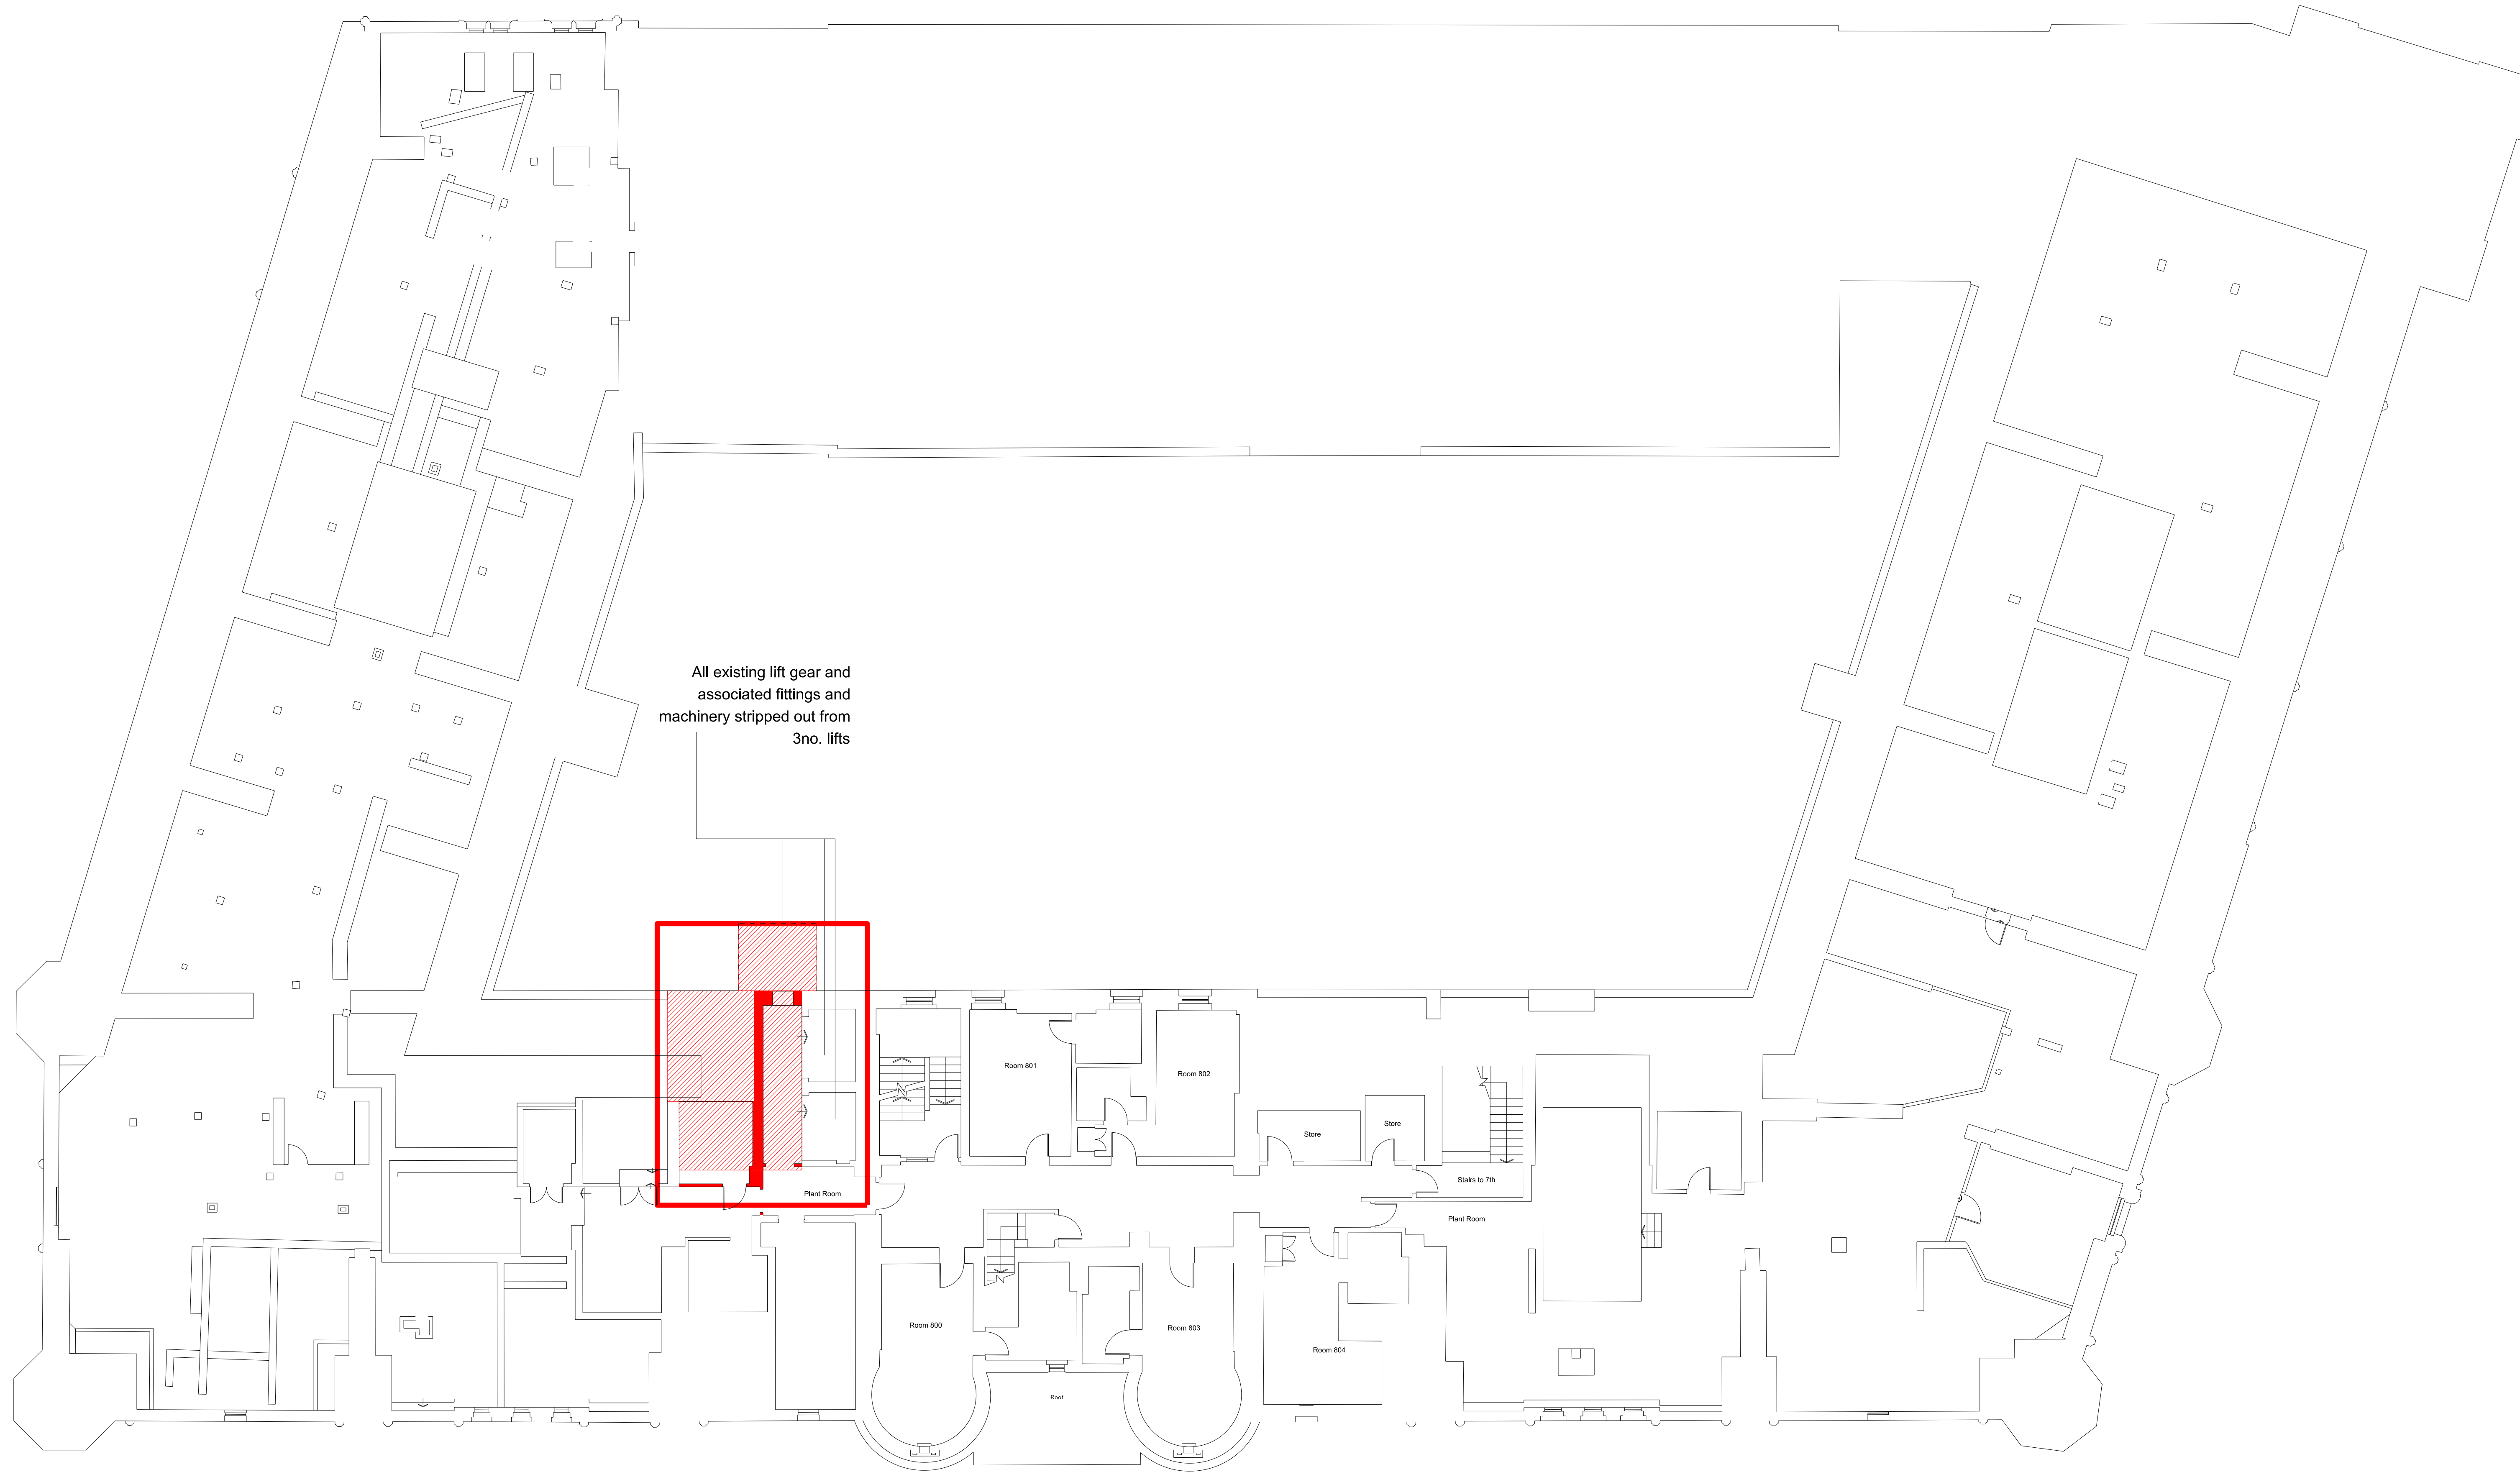 All existing lift gear and
associated fittings and
machinery stripped out from
3no. lifts
Room 801
Room 802
Store
Store
Stairs to 7th
Plant Room
Plant Room
Room 800
Room 803
Room 804
Roof